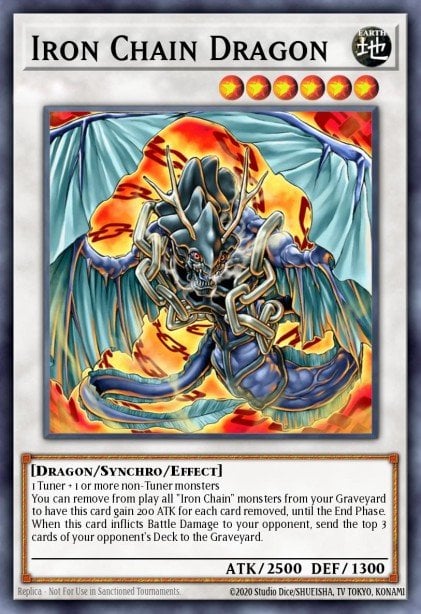 Iron Chain Dragon
EARTH
地
[Dragon/Synchro/Effect]
1 Tuner + 1 or more non-Tuner monsters
You can remove from play all "Iron Chain" monsters from your Graveyard
to have this card gain 200 ATK for each card removed, until the End Phase.
When this card inflicts Battle Damage to your opponent, send the top 3
cards of your opponent's Deck to the Graveyard.
ATK/2500 DEF/1300
Replica - Not For Use in Sanctioned Tournaments.
©2020 Studio Dice/SHUEISHA, TV TOKYO, KONAMI